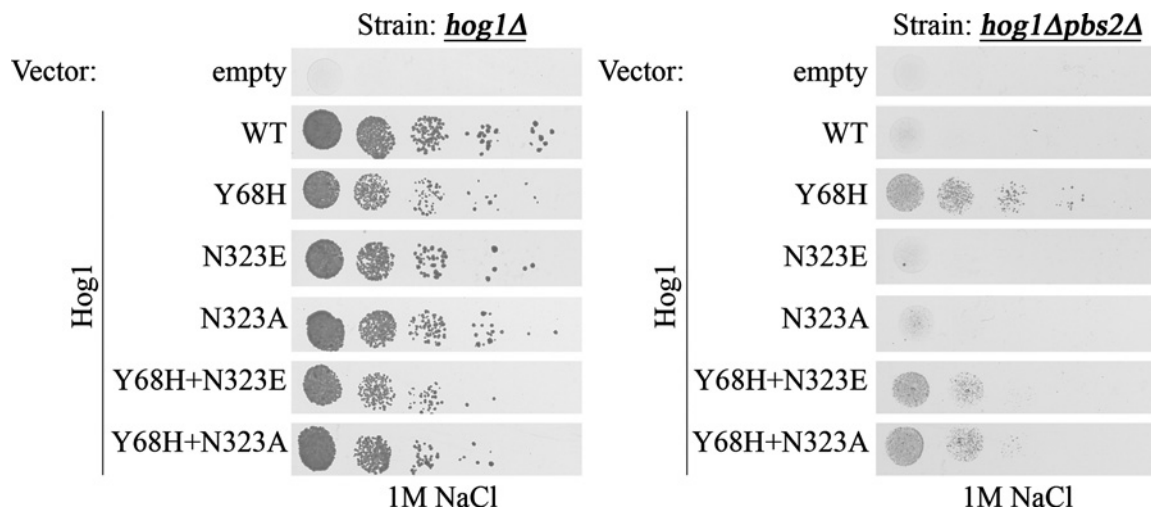 Strain: hog1Δ
Vector: empty
WT
Y68H
N323E
N323A
Y68H+N323E
Y68H+N323A
Hog1
1M NaCl
Strain: hog1Δpbs2Δ
Vector: empty
WT
Y68H
N323E
N323A
Y68H+N323E
Y68H+N323A
Hog1
1M NaCl